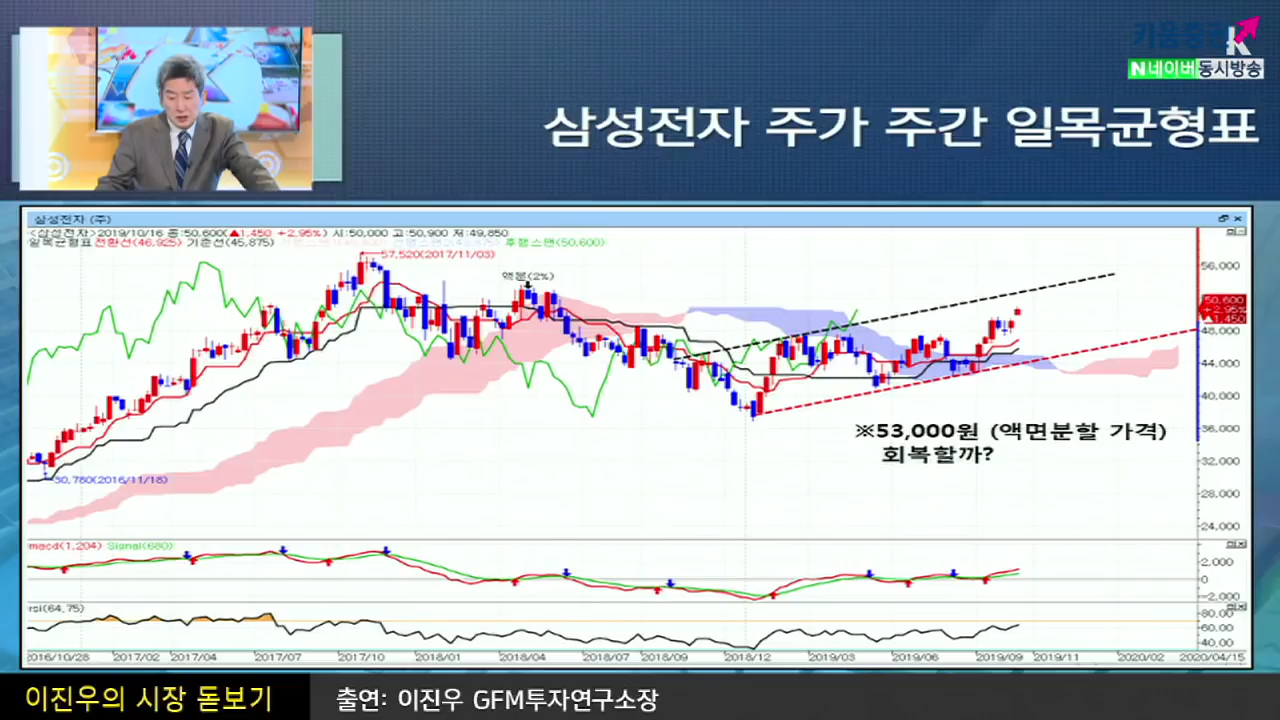 키움증권
N 네이버 동시방송
삼성전자 주가 주간 일목균형표
삼성전자 (주)
<삼성전자>2019/10/16 종:50,600(▲1,450 +2.95%) 시:50,000 고:50,900 저:49,850
일목균형표 전환선(46,925) 기준선(45,875) 후행스팬(50,600)
57,520(2017/11/03)
액분(2%)
30,780(2016/11/18)
※53,000원 (액면분할 가격)
회복할까?
56,000
50,600
1,450
48,000
44,000
40,000
36,000
32,000
28,000
24,000
macd(1,204) Signal(680)
2,000
0
-2,000
rsi(64,75)
80.00
60.00
40.00
2016/10/28 2017/02 2017/04 2017/07 2017/10 2018/01 2018/04 2018/07 2018/09 2018/12 2019/03 2019/06 2019/09 2019/11 2020/02 2020/04/15
이진우의 시장 돋보기
출연: 이진우 GFM투자연구소장